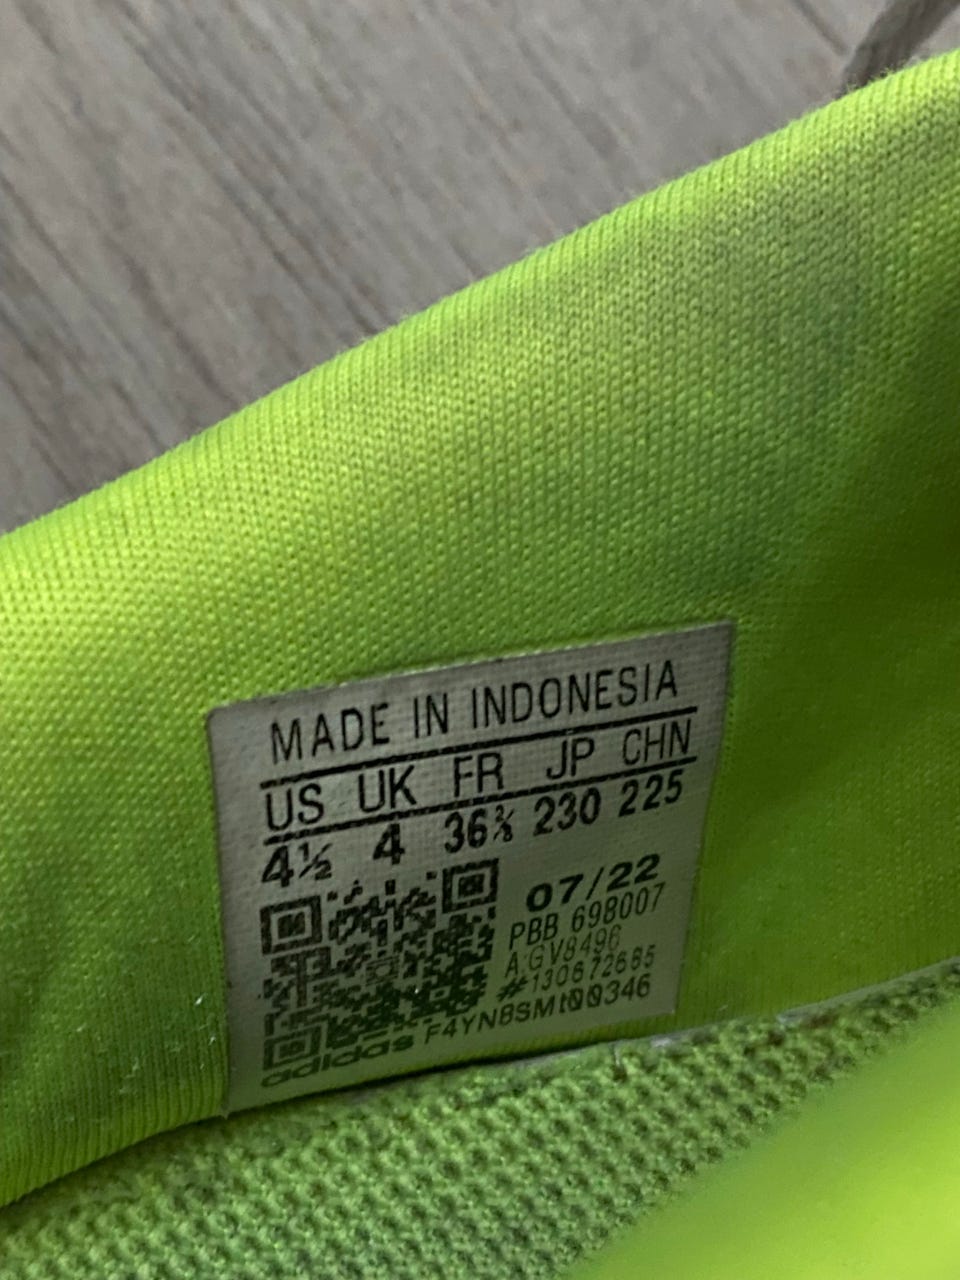 MADE IN INDONESIA
US UK FR JP CHN
4½ 4 36⅔ 230 225
07/22
PBB 698007
A:GV8496
#130672685
adidas F4YNBSMt00346